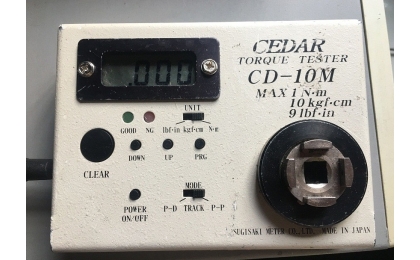 .000
CEDAR
TORQUE TESTER
CD-10M
MAX 1 N·m
10 kgf·cm
9 lbf·in
UNIT
GOOD NG lbf·in kgf·cm N·m
DOWN UP PRG
CLEAR
MODE
POWER ON/OFF
P-D TRACK P-P
SUGISAKI METER CO., LTD. MADE IN JAPAN